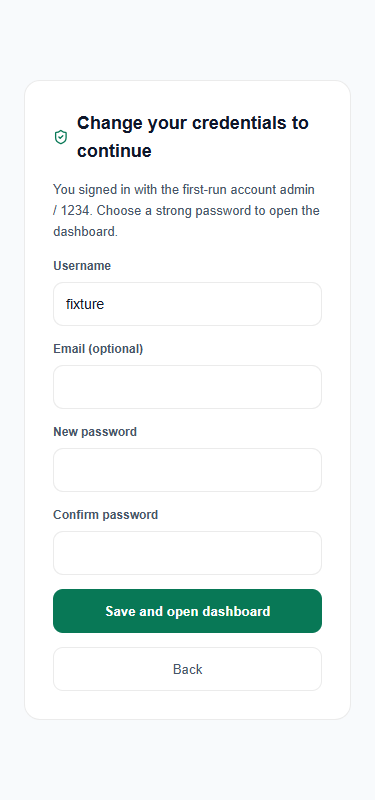 Change your credentials to
continue
You signed in with the first-run account admin
/ 1234. Choose a strong password to open the
dashboard.
Username
fixture
Email (optional)
New password
Confirm password
Save and open dashboard
Back